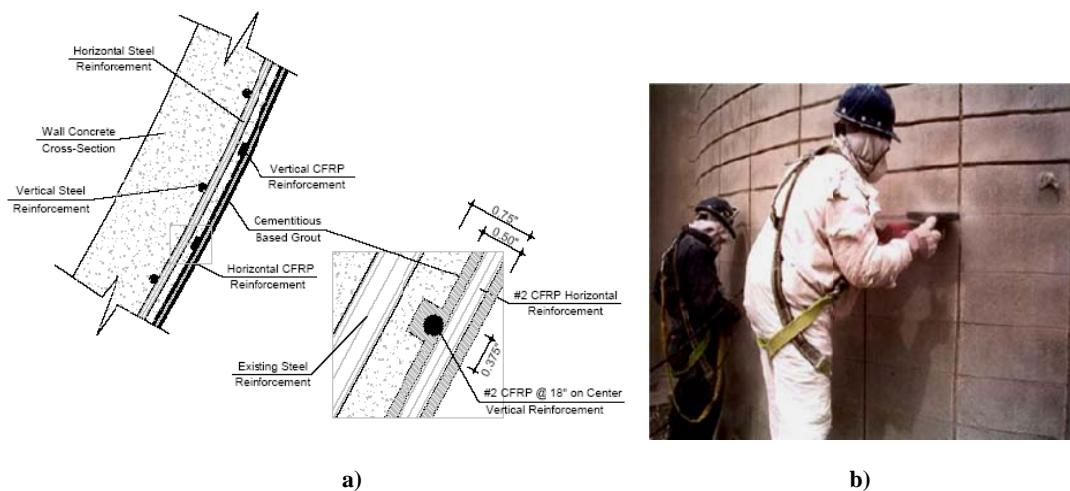 Horizontal Steel
Reinforcement
Wall Concrete
Cross-Section
Vertical CFRP
Reinforcement
Vertical Steel
Reinforcement
Cementitious
Based Grout
0.75"
0.50"
Horizontal CFRP
Reinforcement
#2 CFRP Horizontal
Reinforcement
0.375"
Existing Steel
Reinforcement
#2 CFRP @ 18" on Center
Vertical Reinforcement
a)
b)